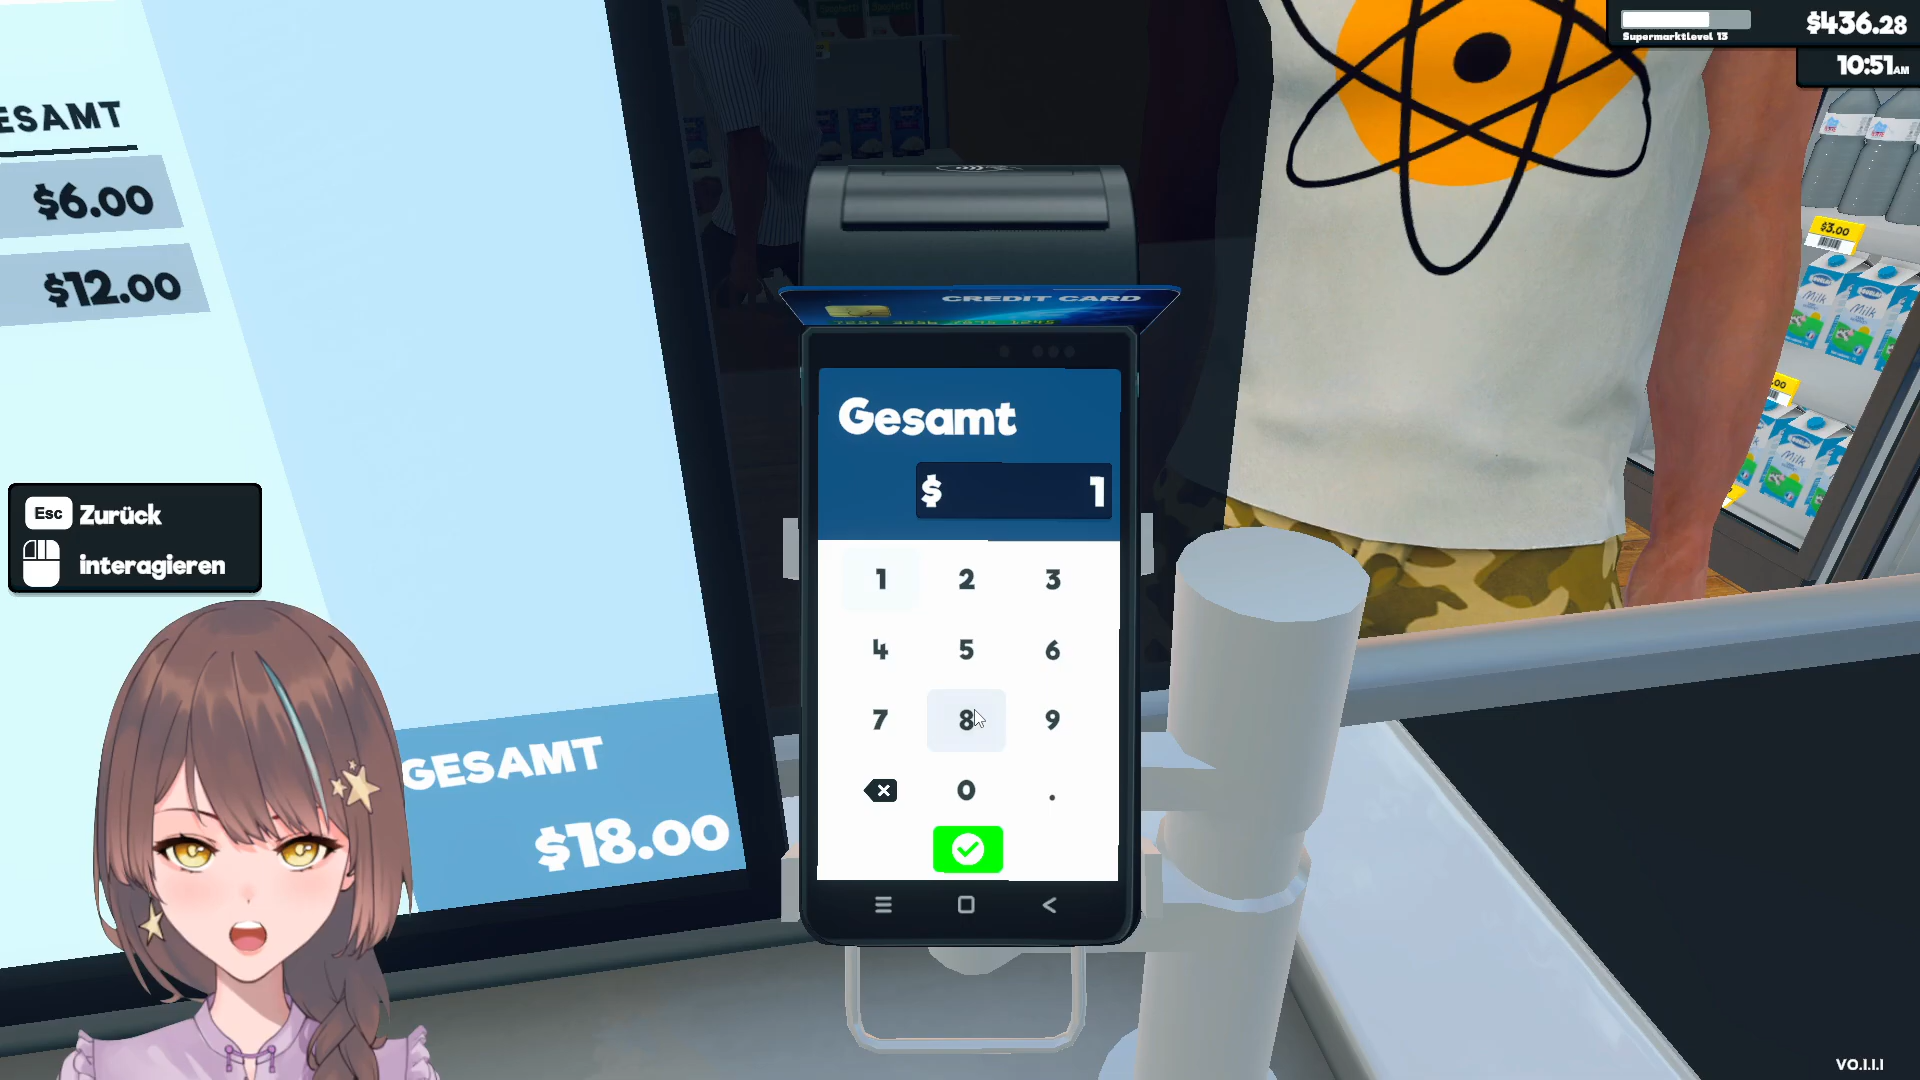 ESAMT
$6.00
$12.00
GESAMT
$18.00
Esc Zurück
interagieren
CREDIT CARD
Gesamt
$ 1
1 2 3
4 5 6
7 8 9
0 .
Supermarktlevel 13
$436.28
10:51AM
$3.00
Milk
Milk
.00
Milk
V0.1.1.1